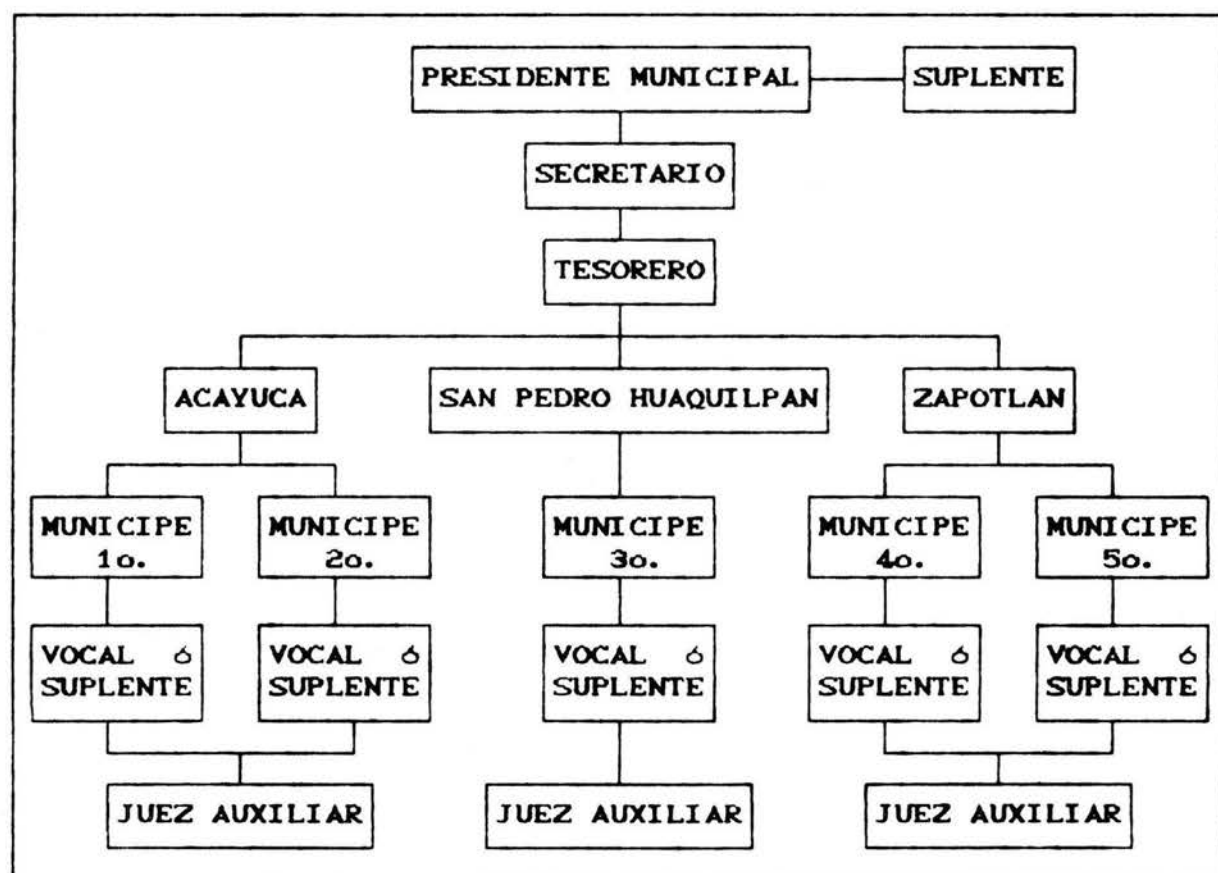 PRESIDENTE MUNICIPAL
SUPLENTE
SECRETARIO
TESORERO
ACAYUCA
SAN PEDRO HUAQUILPAN
ZAPOTLAN
MUNICIPE
1o.
MUNICIPE
2o.
MUNICIPE
3o.
MUNICIPE
4o.
MUNICIPE
5o.
VOCAL ó
SUPLENTE
VOCAL ó
SUPLENTE
VOCAL ó
SUPLENTE
VOCAL ó
SUPLENTE
VOCAL ó
SUPLENTE
JUEZ AUXILIAR
JUEZ AUXILIAR
JUEZ AUXILIAR